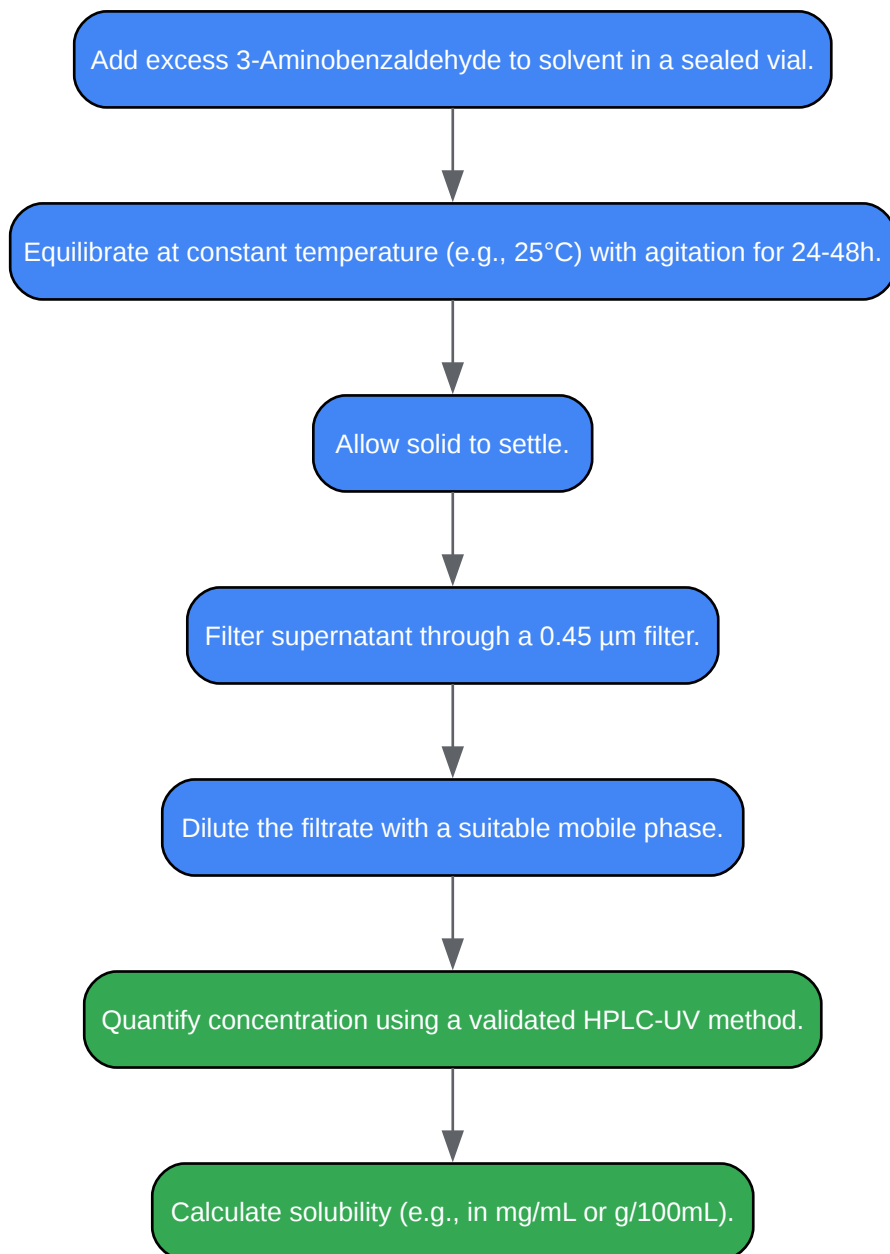 Add excess 3-Aminobenzaldehyde to solvent in a sealed vial.
Equilibrate at constant temperature (e.g., 25°C) with agitation for 24-48h.
Allow solid to settle.
Filter supernatant through a 0.45 µm filter.
Dilute the filtrate with a suitable mobile phase.
Quantify concentration using a validated HPLC-UV method.
Calculate solubility (e.g., in mg/mL or g/100mL).